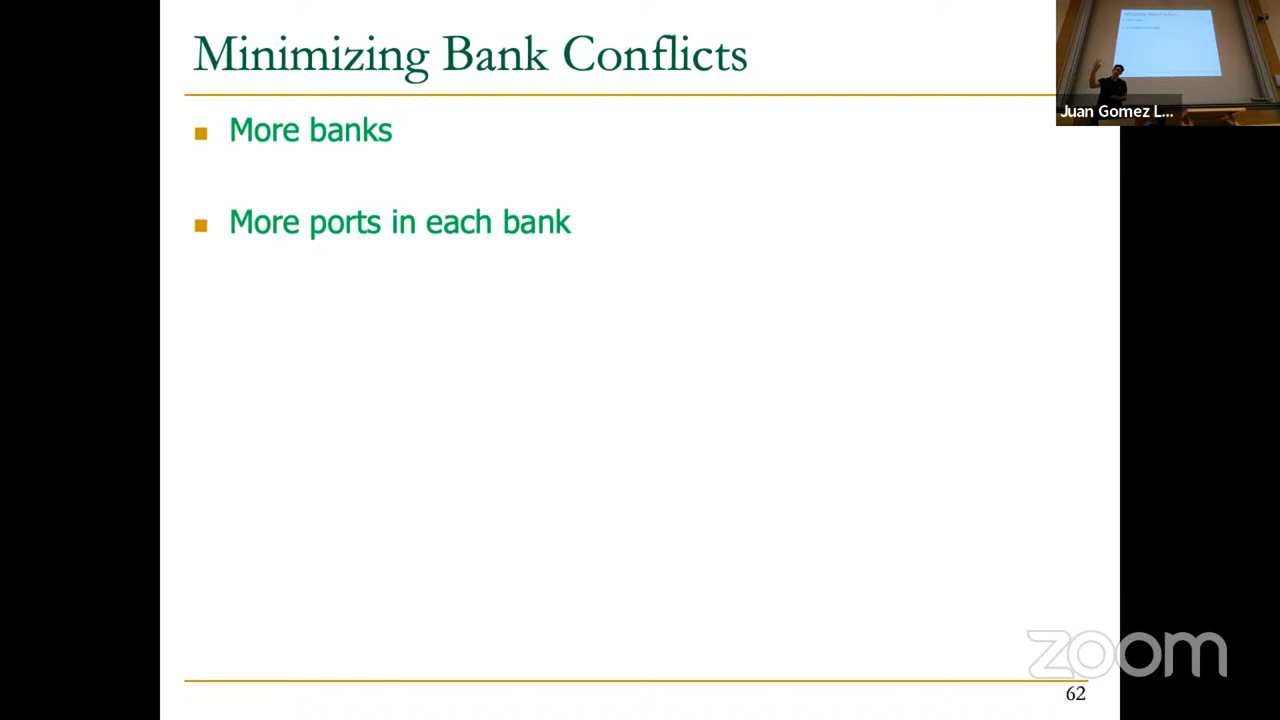 Minimizing Bank Conflicts
More banks
More ports in each bank
Juan Gomez L...
zoom
62